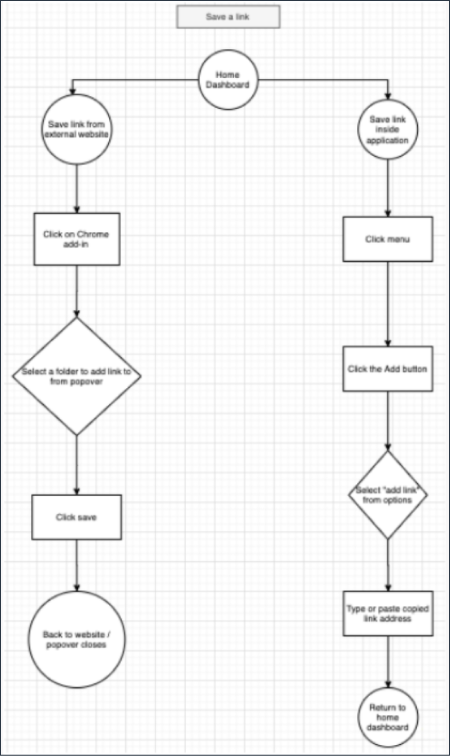 Save a link
Home
Dashboard
Save link from
external website
Click on Chrome
add-in
Select a folder to add link to
from popover
Click save
Back to website /
popover closes
Save link
inside
application
Click menu
Click the Add button
Select "add link"
from options
Type or paste copied
link address
Return to
home
dashboard